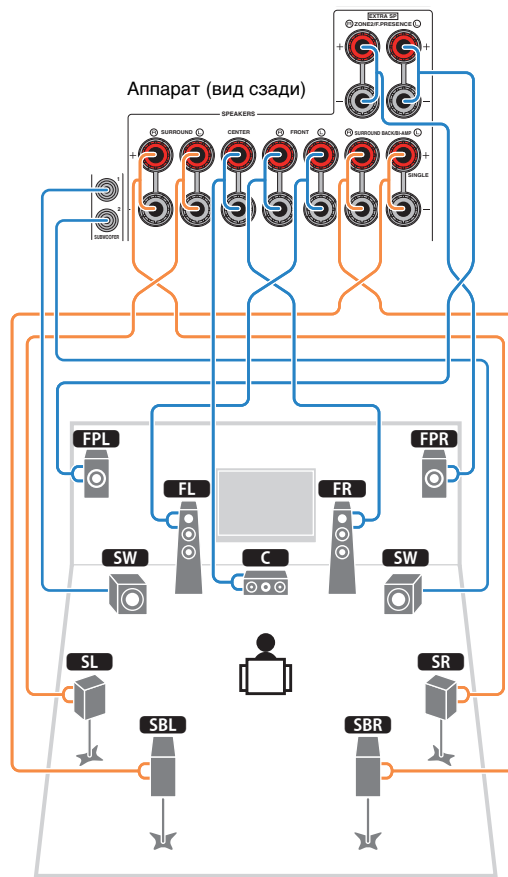 EXTRA SP
R ZONE2/F.PRESENCE L
+
−
Аппарат (вид сзади)
SPEAKERS
R SURROUND L CENTER R FRONT L R SURROUND BACK/BI-AMP L
+ +
SINGLE
− −
1
2
SUBWOOFER
FPL FPR
FL FR
SW C SW
SL SR
SBL SBR